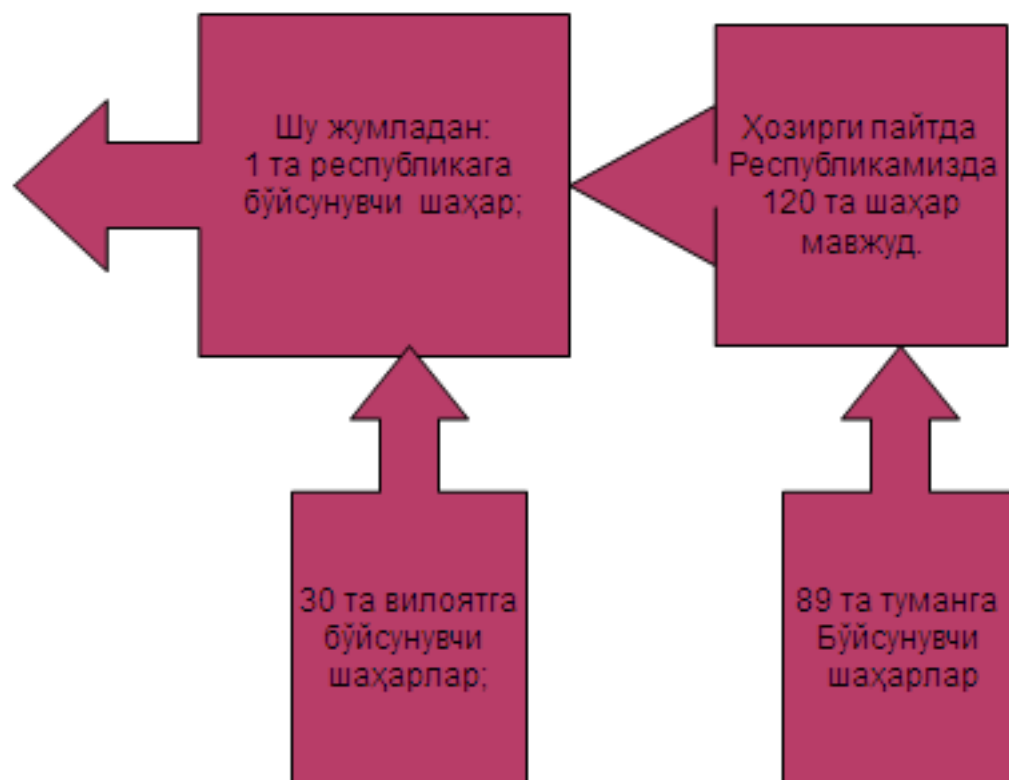 Шу жумладан:
1 та республикага
бўйсунувчи шаҳар;
Ҳозирги пайтда
Республикамизда
120 та шаҳар
мавжуд.
30 та вилоятга
бўйсунувчи
шаҳарлар;
89 та туманга
Бўйсунувчи
шаҳарлар